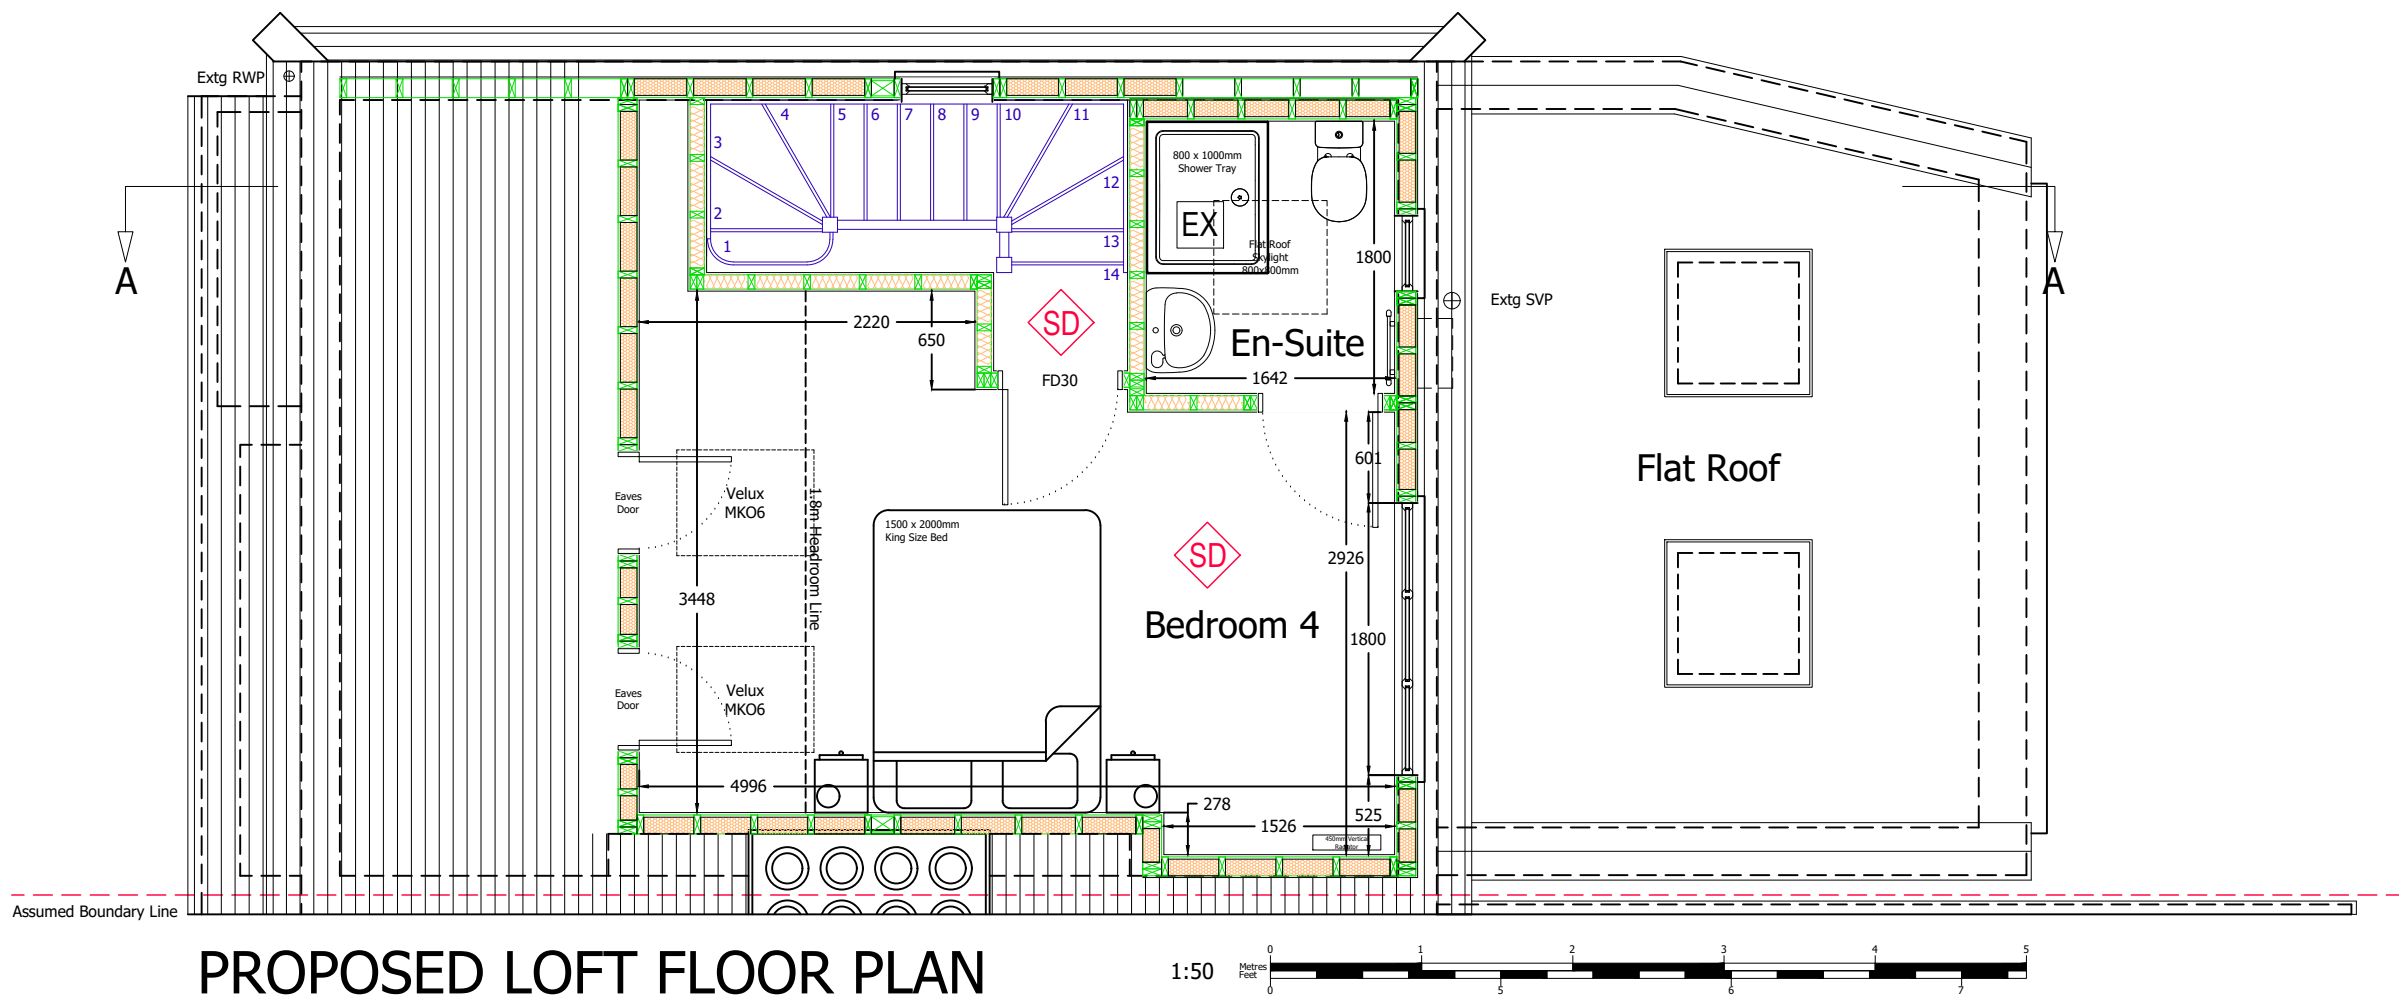 Extg RWP
4
5
6
7
8
9
10
11
3
12
2
1
13
14
800 x 1000mm
Shower Tray
EX
Flat Roof
Skylight
800x800mm
1800
A
A
Extg SVP
SD
2220
650
FD30
En-Suite
1642
601
Flat Roof
Eaves
Door
Velux
MKO6
1.8m Headroom Line
1500 x 2000mm
King Size Bed
SD
2926
3448
Bedroom 4
1800
Eaves
Door
Velux
MKO6
4996
278
1526
525
450mm Vertical
Radiator
Assumed Boundary Line
PROPOSED LOFT FLOOR PLAN
1:50
Metres
Feet
0
1
2
3
4
5
0
5
6
7